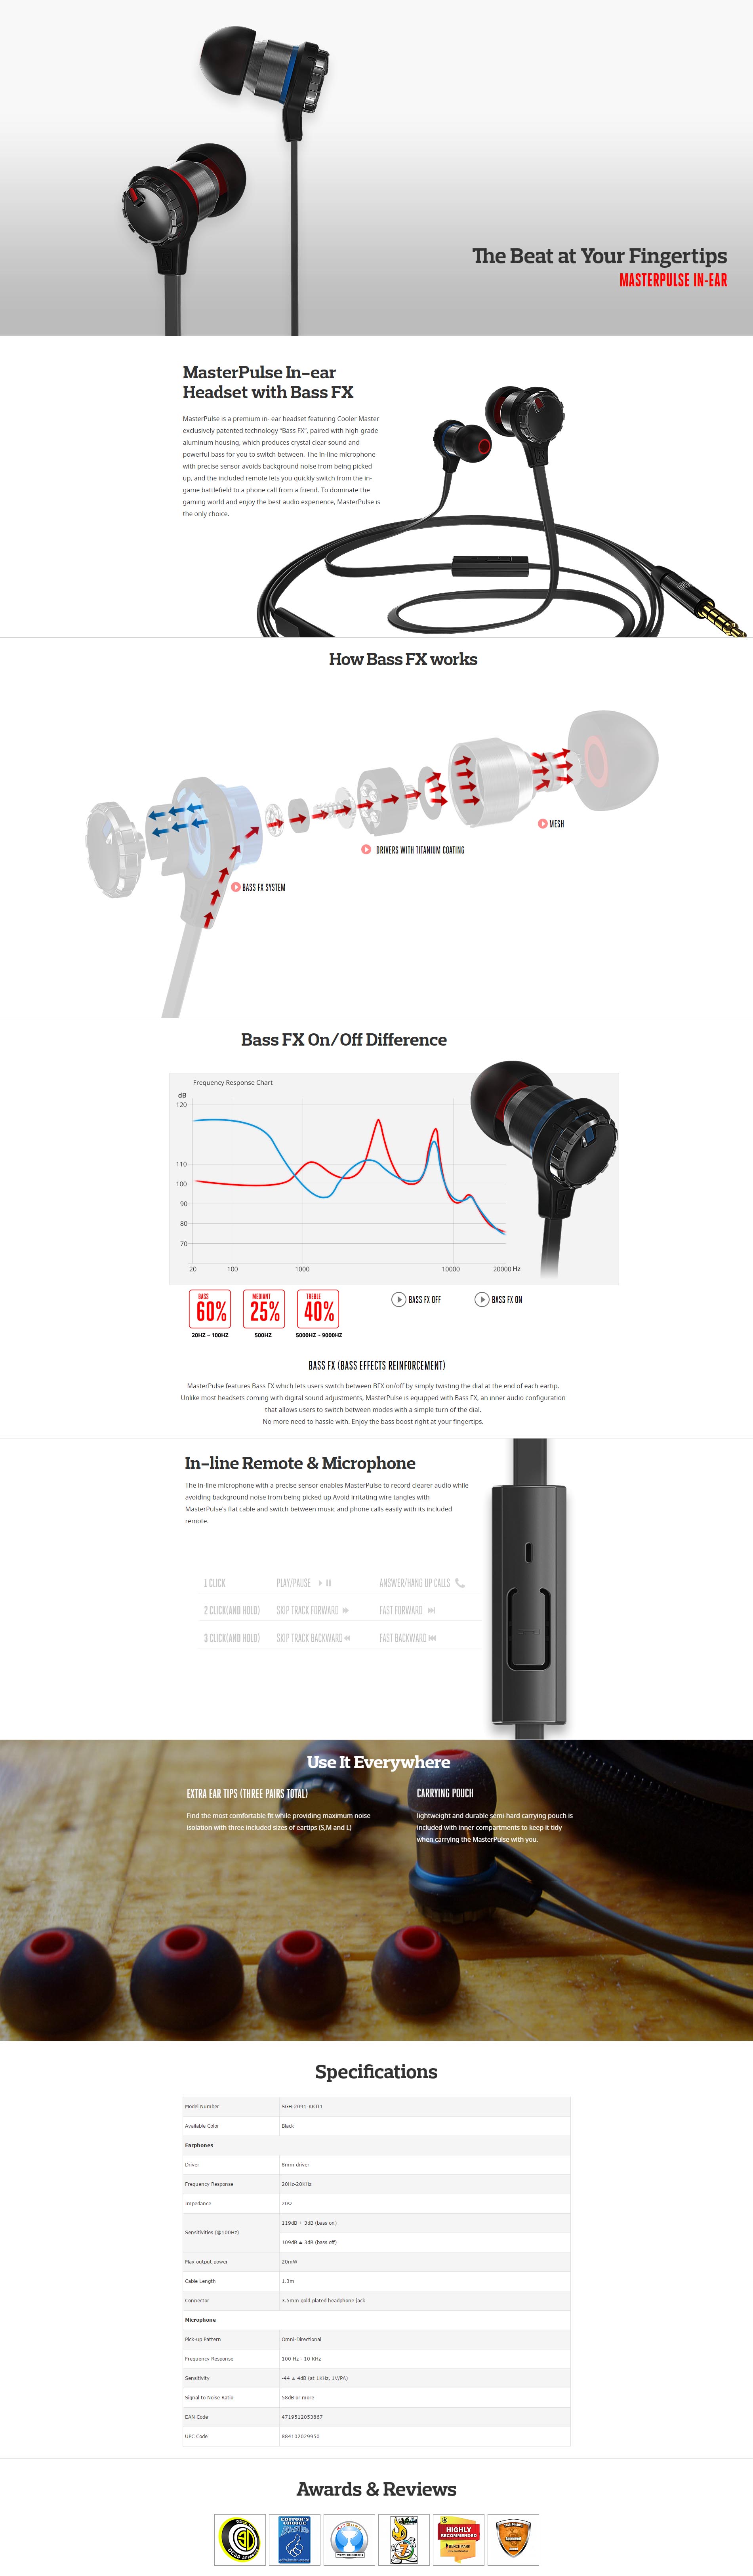 The Beat at Your Fingertips
MASTERPULSE IN-EAR
MasterPulse In-ear
Headset with Bass FX
MasterPulse is a premium in- ear headset featuring Cooler Master
exclusively patented technology "Bass FX", paired with high-grade
aluminum housing, which produces crystal clear sound and
powerful bass for you to switch between. The in-line microphone
with precise sensor avoids background noise from being picked
up, and the included remote lets you quickly switch from the in-
game battlefield to a phone call from a friend. To dominate the
gaming world and enjoy the best audio experience, MasterPulse is
the only choice.
How Bass FX works
MESH
DRIVERS WITH TITANIUM COATING
BASS FX SYSTEM
Bass FX On/Off Difference
Frequency Response Chart
dB
120
110
100
90
80
70
20 100 1000 10000 20000 Hz
BASS
60%
20HZ ~ 100HZ
MEDIANT
25%
500HZ
TREBLE
40%
5000HZ ~ 9000HZ
BASS FX OFF
BASS FX ON
BASS FX (BASS EFFECTS REINFORCEMENT)
MasterPulse features Bass FX which lets users switch between BFX on/off by simply twisting the dial at the end of each eartip.
Unlike most headsets coming with digital sound adjustments, MasterPulse is equipped with Bass FX, an inner audio configuration
that allows users to switch between modes with a simple turn of the dial.
No more need to hassle with. Enjoy the bass boost right at your fingertips.
In-line Remote & Microphone
The in-line microphone with a precise sensor enables MasterPulse to record clearer audio while
avoiding background noise from being picked up.Avoid irritating wire tangles with
MasterPulse's flat cable and switch between music and phone calls easily with its included
remote.
1 CLICK PLAY/PAUSE ANSWER/HANG UP CALLS
2 CLICK(AND HOLD) SKIP TRACK FORWARD FAST FORWARD
3 CLICK(AND HOLD) SKIP TRACK BACKWARD FAST BACKWARD
Use It Everywhere
EXTRA EAR TIPS (THREE PAIRS TOTAL)
Find the most comfortable fit while providing maximum noise
isolation with three included sizes of eartips (S,M and L)
CARRYING POUCH
lightweight and durable semi-hard carrying pouch is
included with inner compartments to keep it tidy
when carrying the MasterPulse with you.
Specifications
Model Number SGH-2091-KKTI1
Available Color Black
Earphones
Driver 8mm driver
Frequency Response 20Hz-20KHz
Impedance 20Ω
Sensitivities (@100Hz) 119dB ± 3dB (bass on)
109dB ± 3dB (bass off)
Max output power 20mW
Cable Length 1.3m
Connector 3.5mm gold-plated headphone jack
Microphone
Pick-up Pattern Omni-Directional
Frequency Response 100 Hz - 10 KHz
Sensitivity -44 ± 4dB (at 1KHz, 1V/PA)
Signal to Noise Ratio 58dB or more
EAN Code 4719512053867
UPC Code 884102029950
Awards & Reviews
EDITOR'S
CHOICE
HIGHLY
RECOMMENDED